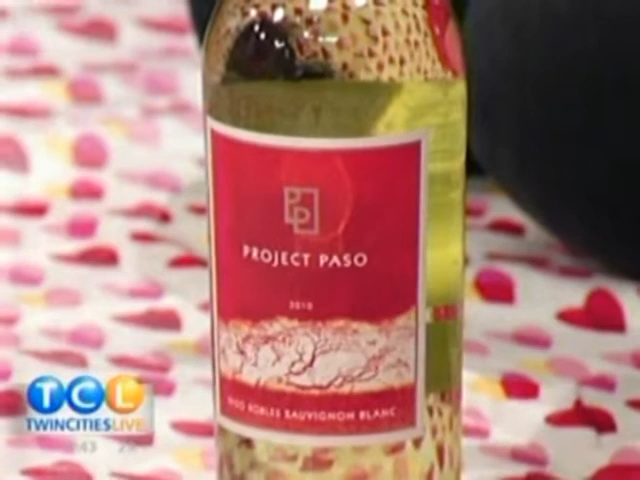 PP
PROJECT PASO
2010
PASO ROBLES SAUVIGNON BLANC
TCL
TWINCITIESLIVE